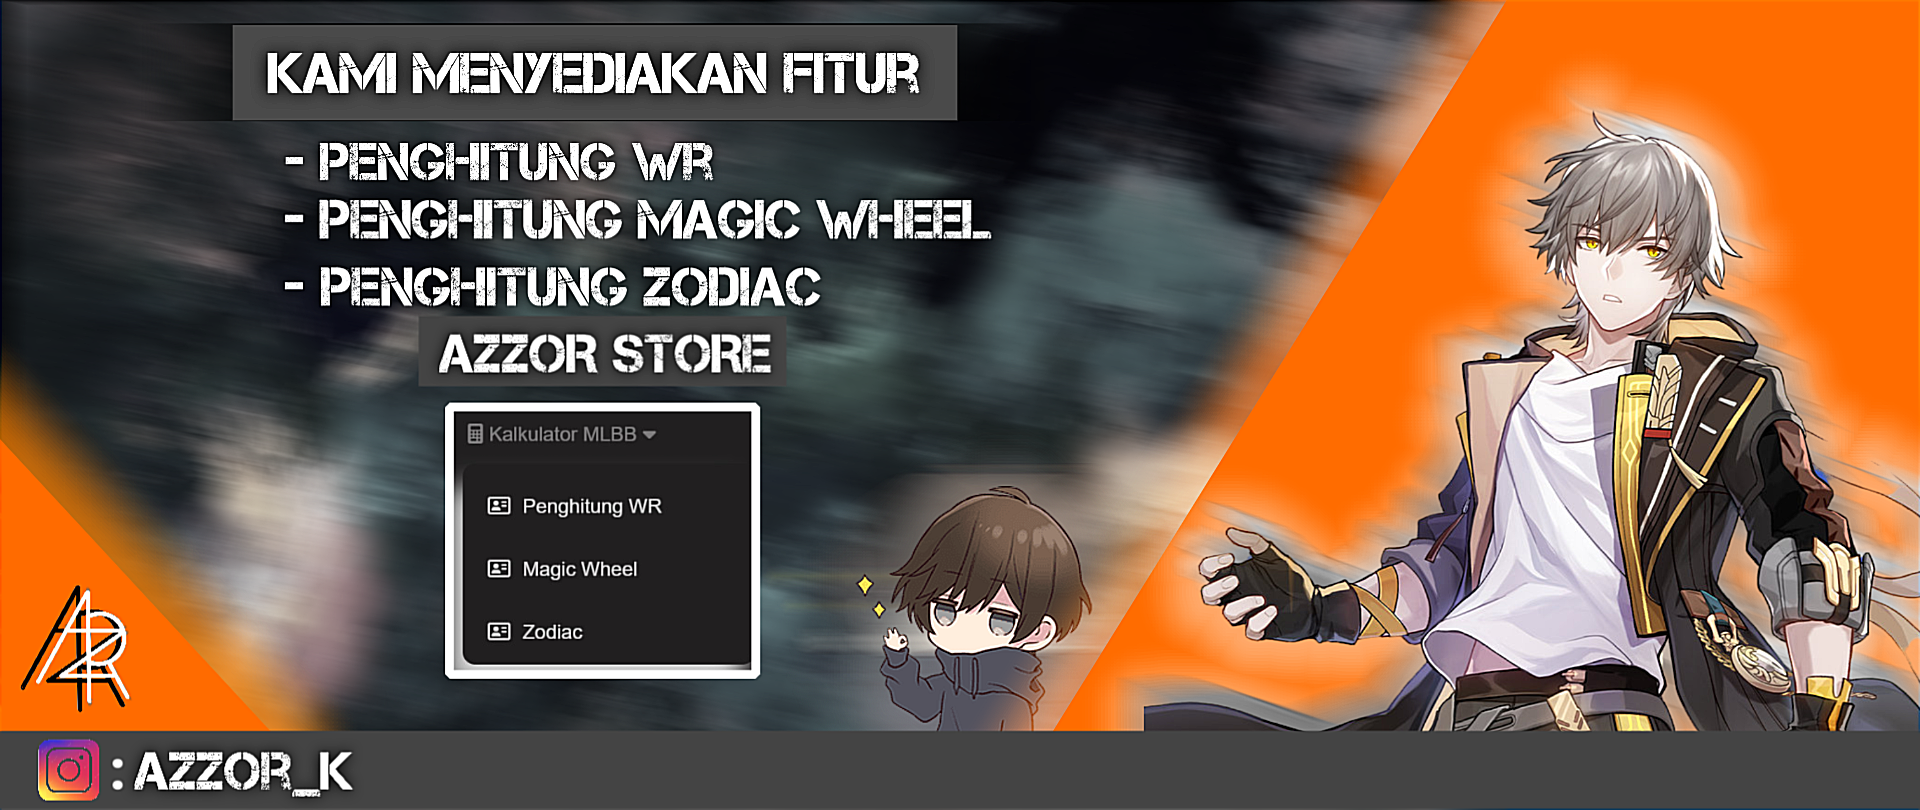 KAMI MENYEDIAKAN FITUR
- PENGHITUNG WR
- PENGHITUNG MAGIC WHEEL
- PENGHITUNG ZODIAC
AZZOR STORE
Kalkulator MLBB
Penghitung WR
Magic Wheel
Zodiac
: AZZOR_K